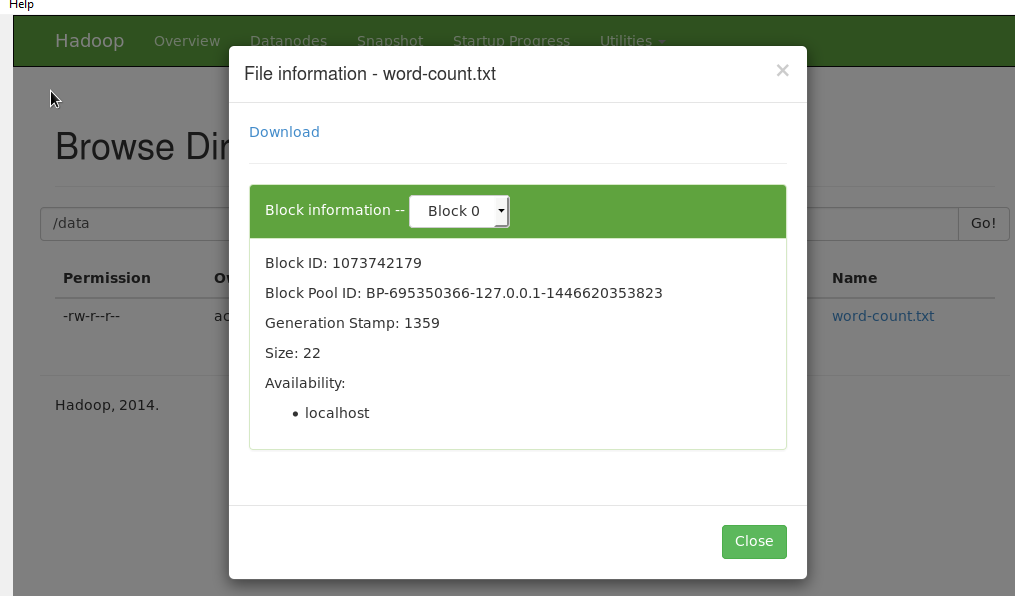 Help
Hadoop Overview Datanodes Snapshot Startup Progress Utilities
File information - word-count.txt ×
Download
Browse Dir
Block information -- Block 0
/data Go!
Block ID: 1073742179
Permission Name
Block Pool ID: BP-695350366-127.0.0.1-1446620353823
-rw-r--r-- word-count.txt
Generation Stamp: 1359
Size: 22
Availability:
Hadoop, 2014.
• localhost
Close